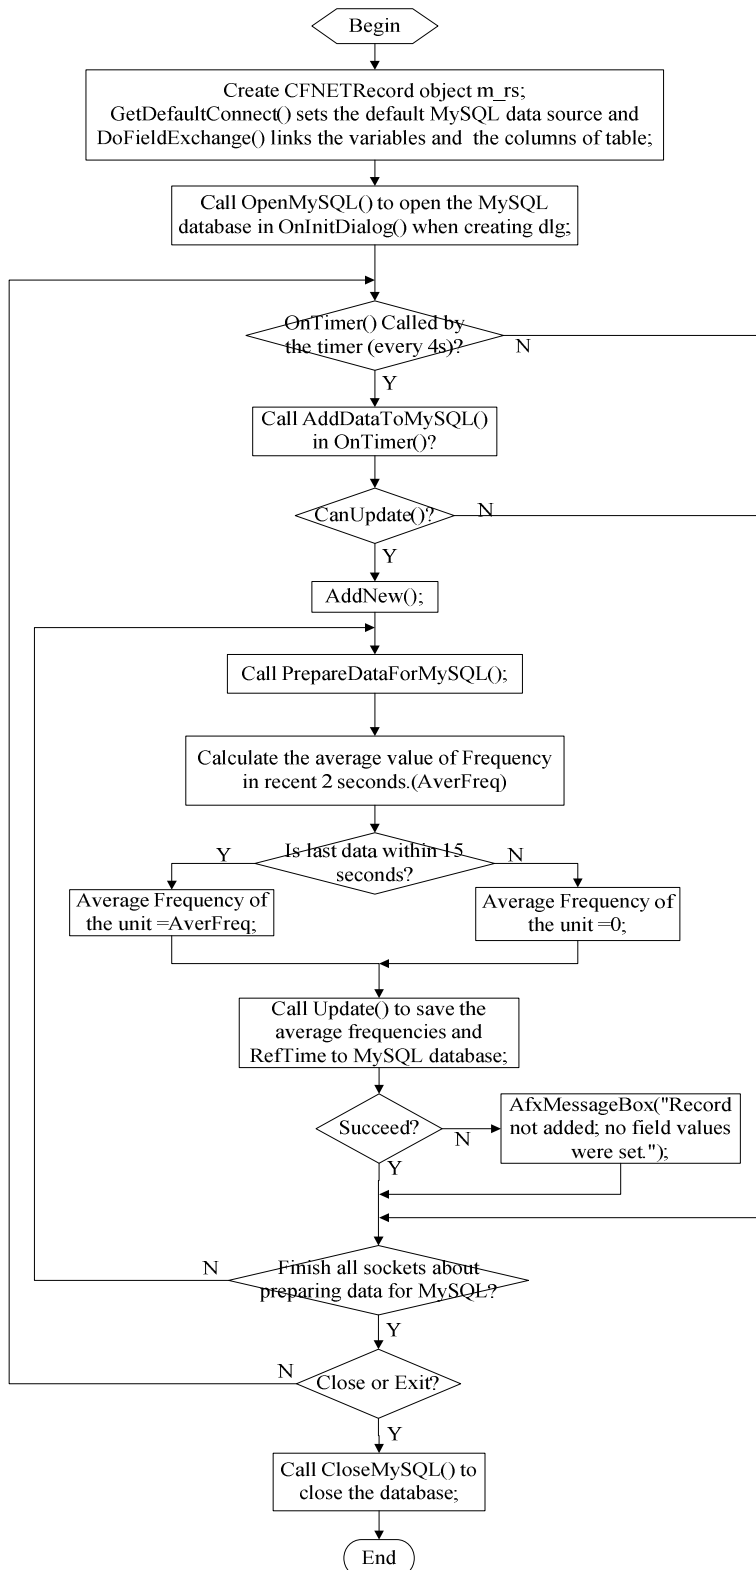 Begin
Create CFNETRecord object m_rs;
GetDefaultConnect() sets the default MySQL data source and
DoFieldExchange() links the variables and the columns of table;
Call OpenMySQL() to open the MySQL
database in OnInitDialog() when creating dlg;
OnTimer() Called by
the timer (every 4s)?
N
Y
Call AddDataToMySQL()
in OnTimer()?
CanUpdate()?
N
Y
AddNew();
Call PrepareDataForMySQL();
Calculate the average value of Frequency
in recent 2 seconds.(AverFreq)
Is last data within 15
seconds?
Y
N
Average Frequency of
the unit =AverFreq;
Average Frequency of
the unit =0;
Call Update() to save the
average frequencies and
RefTime to MySQL database;
Succeed?
N
Y
AfxMessageBox("Record
not added; no field values
were set.");
Finish all sockets about
preparing data for MySQL?
N
Y
Close or Exit?
N
Y
Call CloseMySQL() to
close the database;
End